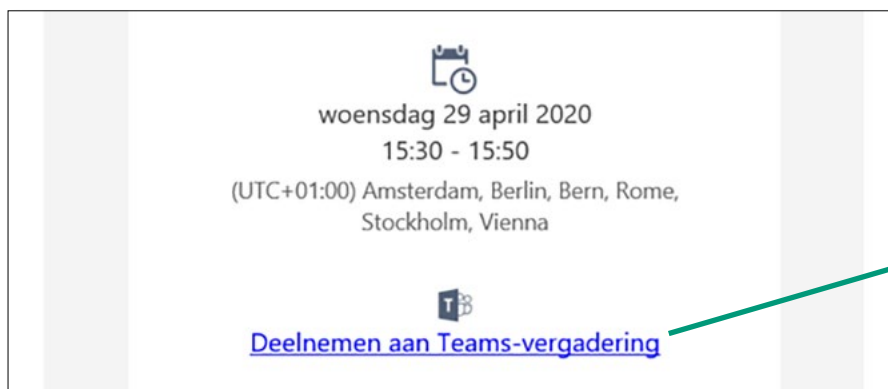 woensdag 29 april 2020
15:30 - 15:50
(UTC+01:00) Amsterdam, Berlin, Bern, Rome,
Stockholm, Vienna
T
Deelnemen aan Teams-vergadering